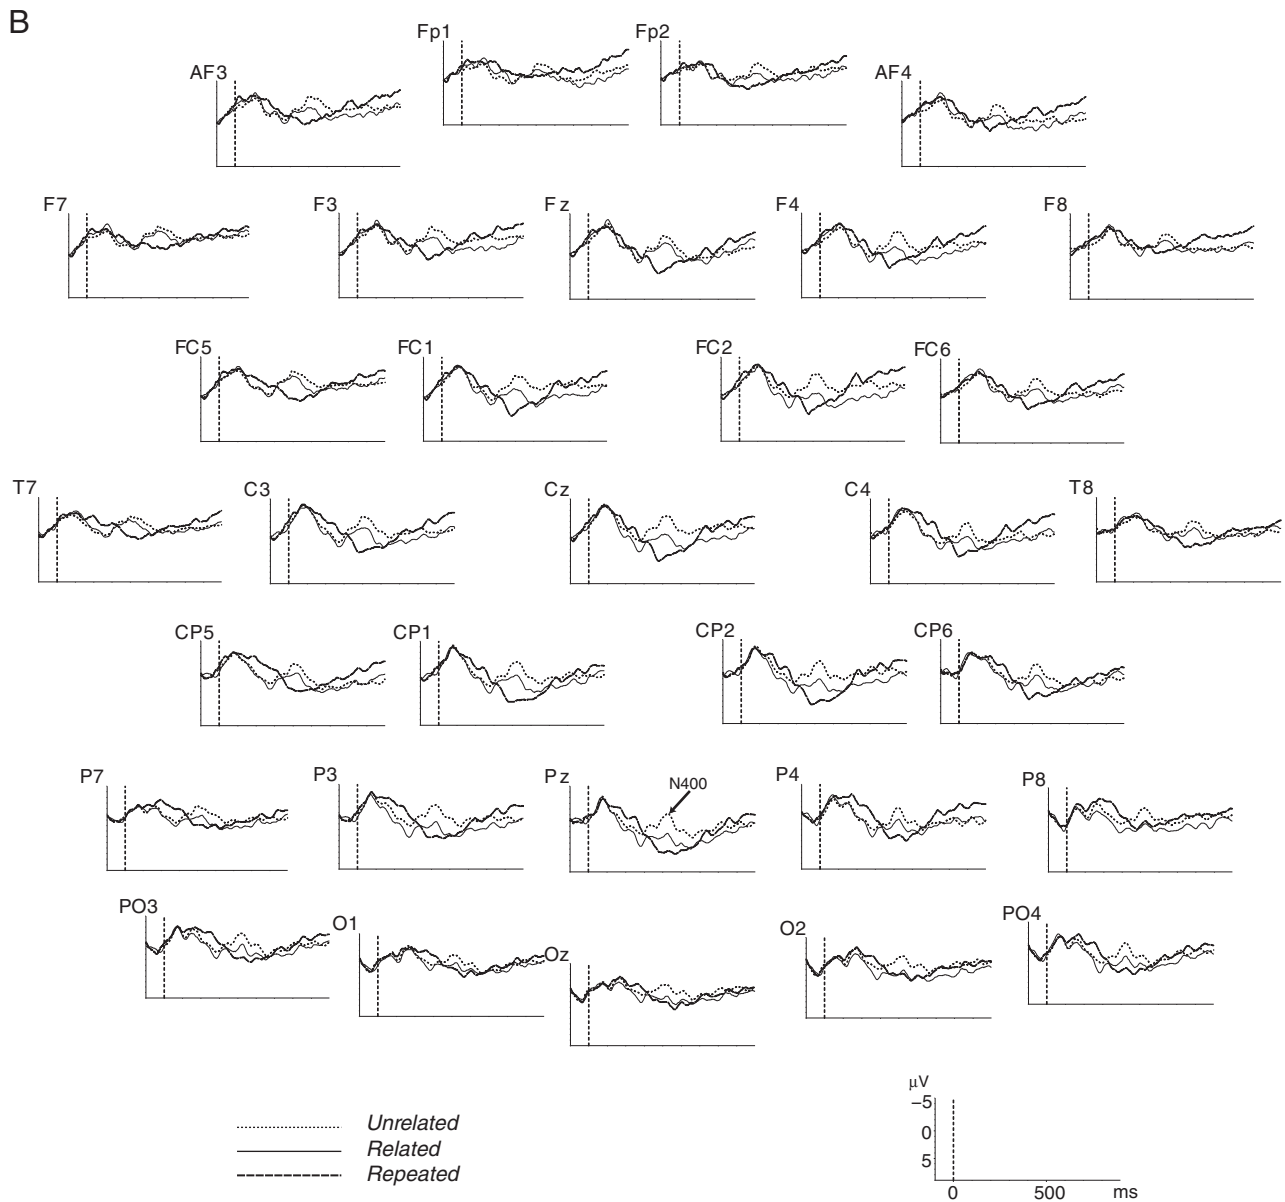 B
Fp1 Fp2
AF3 AF4
F7 F3 Fz F4 F8
FC5 FC1 FC2 FC6
T7 C3 Cz C4 T8
CP5 CP1 CP2 CP6
P7 P3 Pz N400 P4 P8
PO3 O1 Oz O2 PO4
µV
−5
0
5
0 500 ms
Unrelated
Related
Repeated